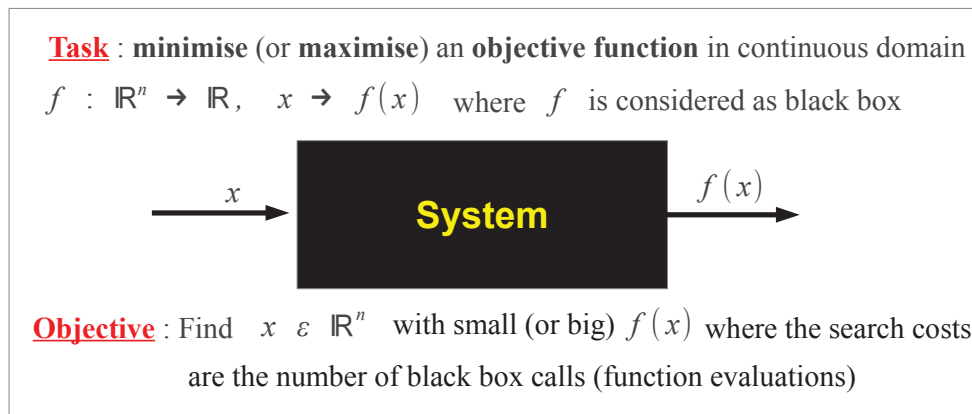 Task : minimise (or maximise) an objective function in continuous domain
f : ℝⁿ → ℝ, x → f(x) where f is considered as black box
x
System
f(x)
Objective : Find x ε ℝⁿ with small (or big) f(x) where the search costs
are the number of black box calls (function evaluations)